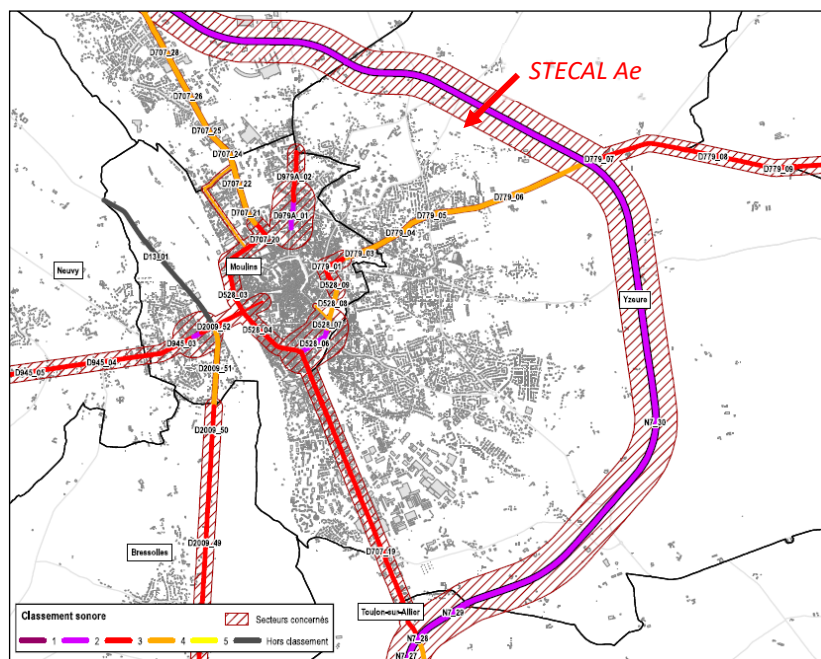 D707_28
STECAL Ae
D707_26
D707_25
D707_24
D779_07
D779_08
D779_09
D979A_02
D707_22
D779_06
D707_21
D979A_01
D779_05
D779_04
D707_20
D779_03
D13_01
Neuvy
Moulins
D779_01
D528_09
Yzeure
D528_03
D528_08
D2009_52
D528_04
D528_07
D945_03
D528_06
D945_04
D945_05
D2009_51
D2009_50
N7_30
D2009_49
D707_19
Bressolles
Toulon-sur-Allier
N7_29
N7_28
N7_27
Classement sonore
Secteurs concernés
1 2 3 4 5 Hors classement